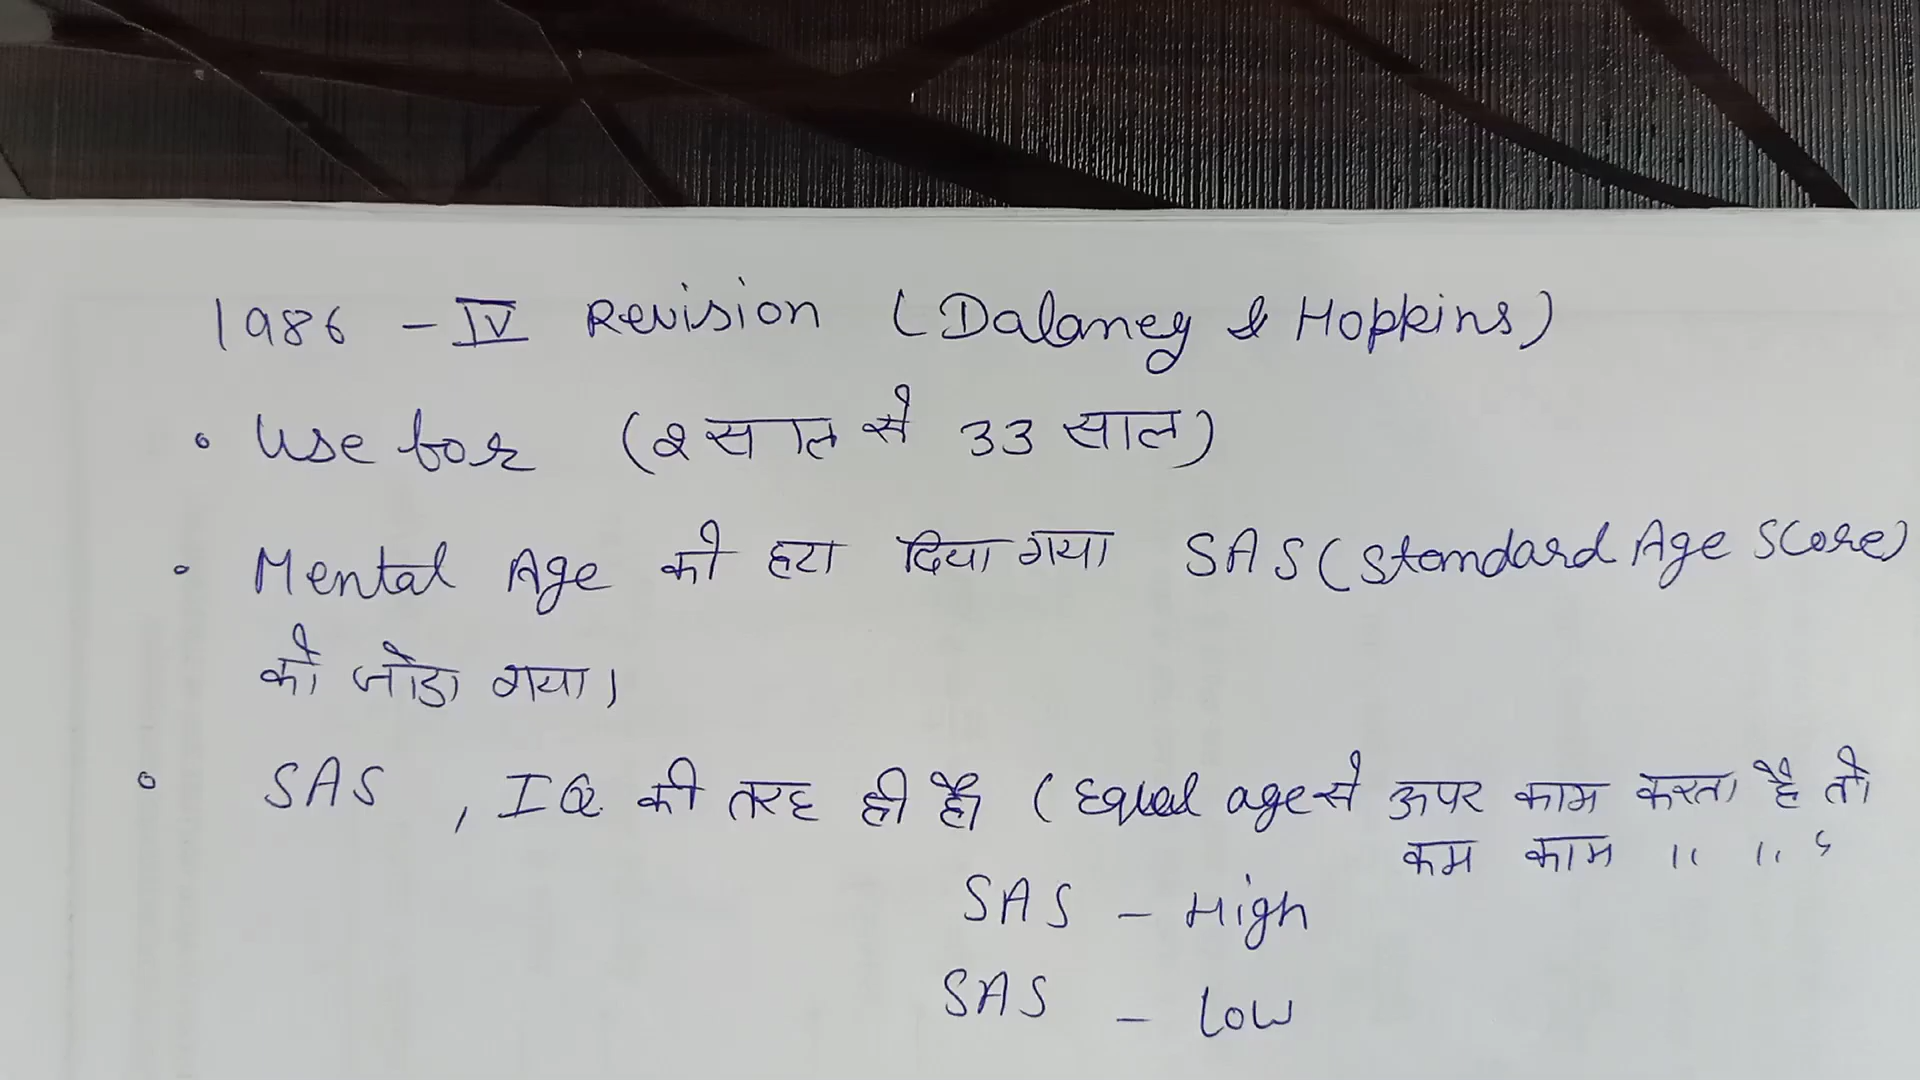 1986 - IV Revision (Dalaney & Hopkins)
• Use for (2 साल से 33 साल)
• Mental Age को हटा दिया गया SAS (Standard Age Score)
को जोडा गया।
• SAS, IQ की तरह ही है। (Equal age से ऊपर काम करता है तो
कम काम " " "
SAS - High
SAS - Low